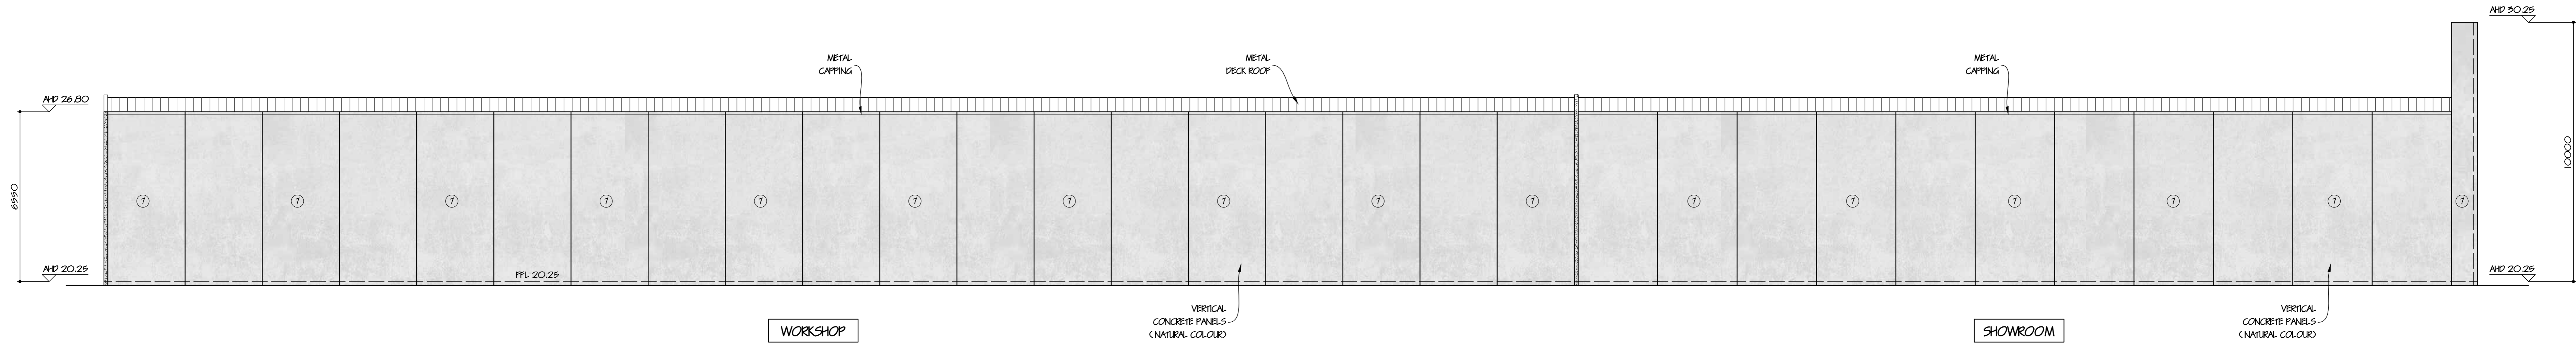 AHD 30.25
METAL
CAPPING
METAL
DECK ROOF
METAL
CAPPING
AHD 26.80
6550
10000
7 7 7 7 7 7 7 7 7 7 7 7 7 7 7 7
AHD 20.25
FFL 20.25
AHD 20.25
VERTICAL
CONCRETE PANELS
( NATURAL COLOUR)
VERTICAL
CONCRETE PANELS
( NATURAL COLOUR)
WORKSHOP
SHOWROOM